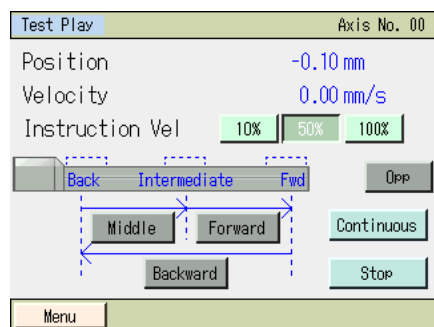 Test Play Axis No. 00
Position -0.10 mm
Velocity 0.00 mm/s
Instruction Vel 10% 50% 100%
Back Intermediate Fwd Opp
Middle Forward Continuous
Backward Stop
Menu